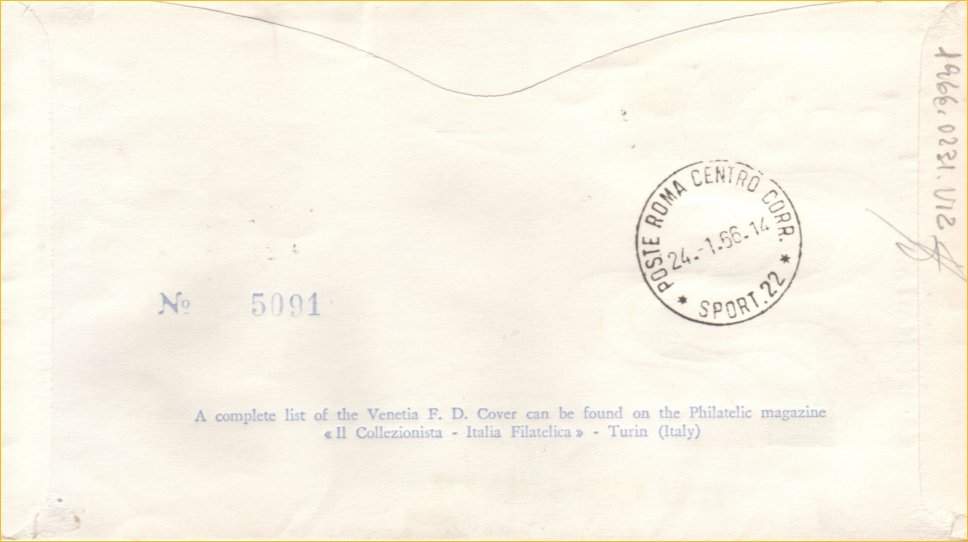 1966.0231.V12
POSTE ROMA CENTRO CORR.
24.-1.66-14
* SPORT.22 *
Nº 5091
A complete list of the Venetia F. D. Cover can be found on the Philatelic magazine
« Il Collezionista - Italia Filatelica » - Turin (Italy)